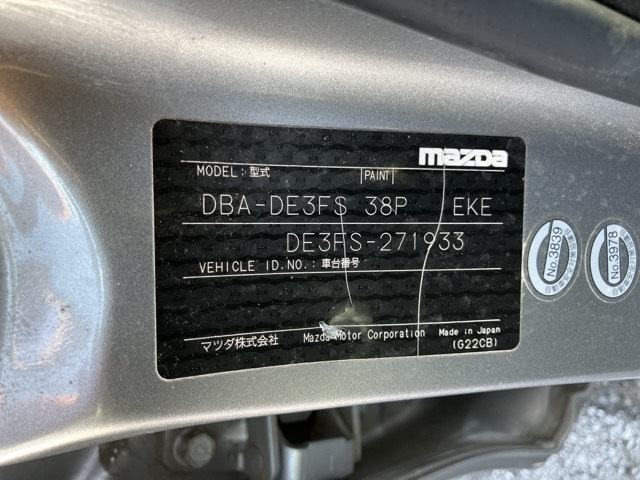 mazda
MODEL: 型式 PAINT
DBA-DE3FS 38P EKE
DE3FS-271933
VEHICLE ID.NO.: 車台番号
マツダ株式会社 Mazda Motor Corporation Made in Japan
(G22CB)
No.3839
No.3978